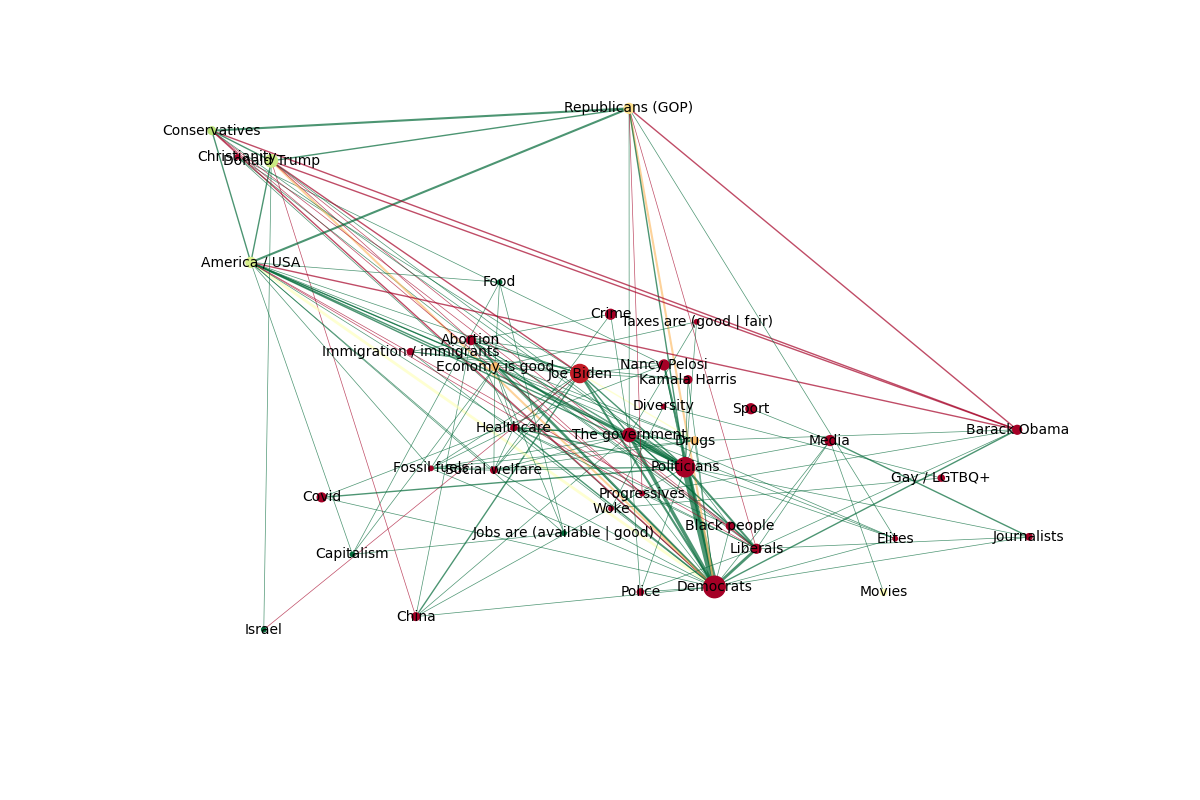 Republicans (GOP)
Conservatives
Christianity
Donald Trump
America / USA
Food
Crime
Taxes are (good | fair)
Abortion
Immigration / immigrants
Economy is good
Nancy Pelosi
Joe Biden
Kamala Harris
Diversity
Sport
Healthcare
Barack Obama
The government
Drugs
Media
Fossil fuels
Social welfare
Politicians
Gay / LGTBQ+
Covid
Progressives
Woke
Black people
Jobs are (available | good)
Journalists
Elites
Liberals
Capitalism
Democrats
Police
Movies
China
Israel